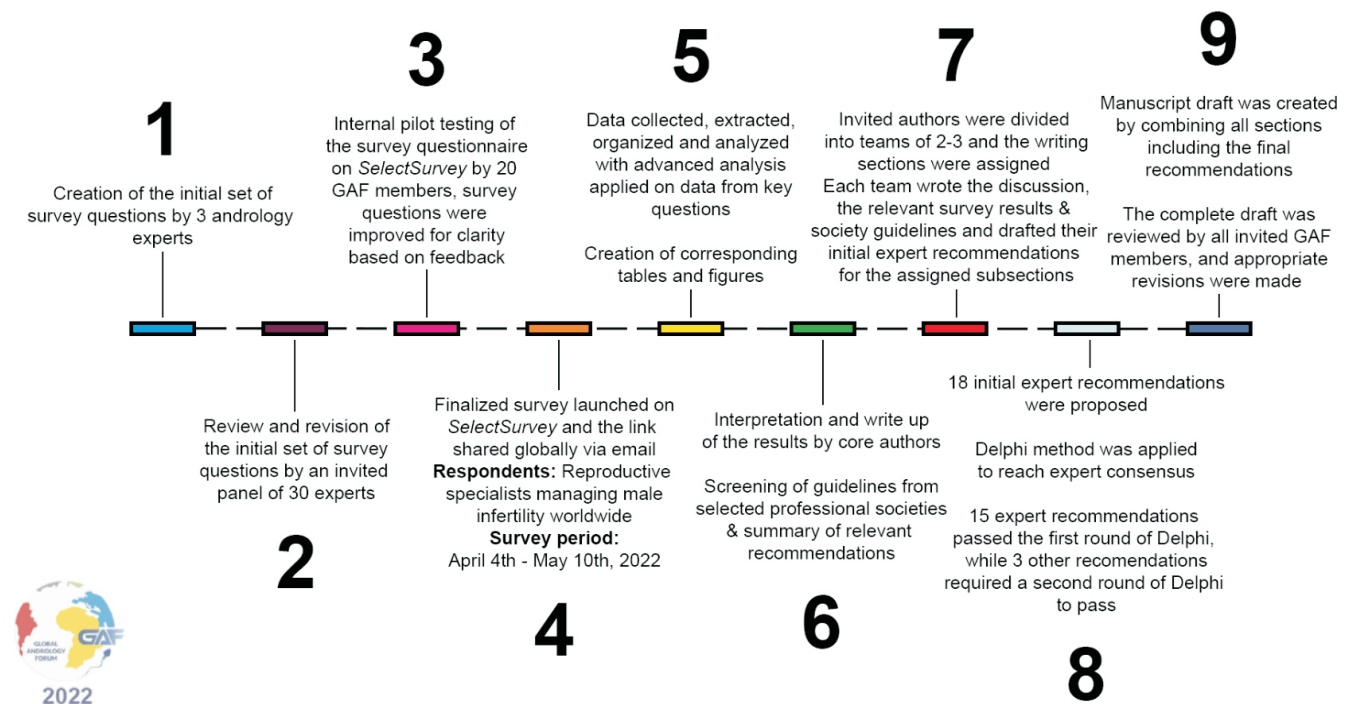 1
Creation of the initial set of
survey questions by 3 andrology
experts
2
Review and revision of
the initial set of survey
questions by an invited
panel of 30 experts
3
Internal pilot testing of
the survey questionnaire
on SelectSurvey by 20
GAF members, survey
questions were
improved for clarity
based on feedback
4
Finalized survey launched on
SelectSurvey and the link
shared globally via email
Respondents: Reproductive
specialists managing male
infertility worldwide
Survey period:
April 4th - May 10th, 2022
5
Data collected, extracted,
organized and analyzed
with advanced analysis
applied on data from key
questions
Creation of corresponding
tables and figures
6
Interpretation and write up
of the results by core authors
Screening of guidelines from
selected professional societies
& summary of relevant
recommendations
7
Invited authors were divided
into teams of 2-3 and the writing
sections were assigned
Each team wrote the discussion,
the relevant survey results &
society guidelines and drafted their
initial expert recommendations
for the assigned subsections
8
18 initial expert recommendations
were proposed
Delphi method was applied
to reach expert consensus
15 expert recommendations
passed the first round of Delphi,
while 3 other recomendations
required a second round of Delphi
to pass
9
Manuscript draft was created
by combining all sections
including the final
recommendations
The complete draft was
reviewed by all invited GAF
members, and appropriate
revisions were made
GLOBAL
ANDROLOGY
FORUM
GAF
2022